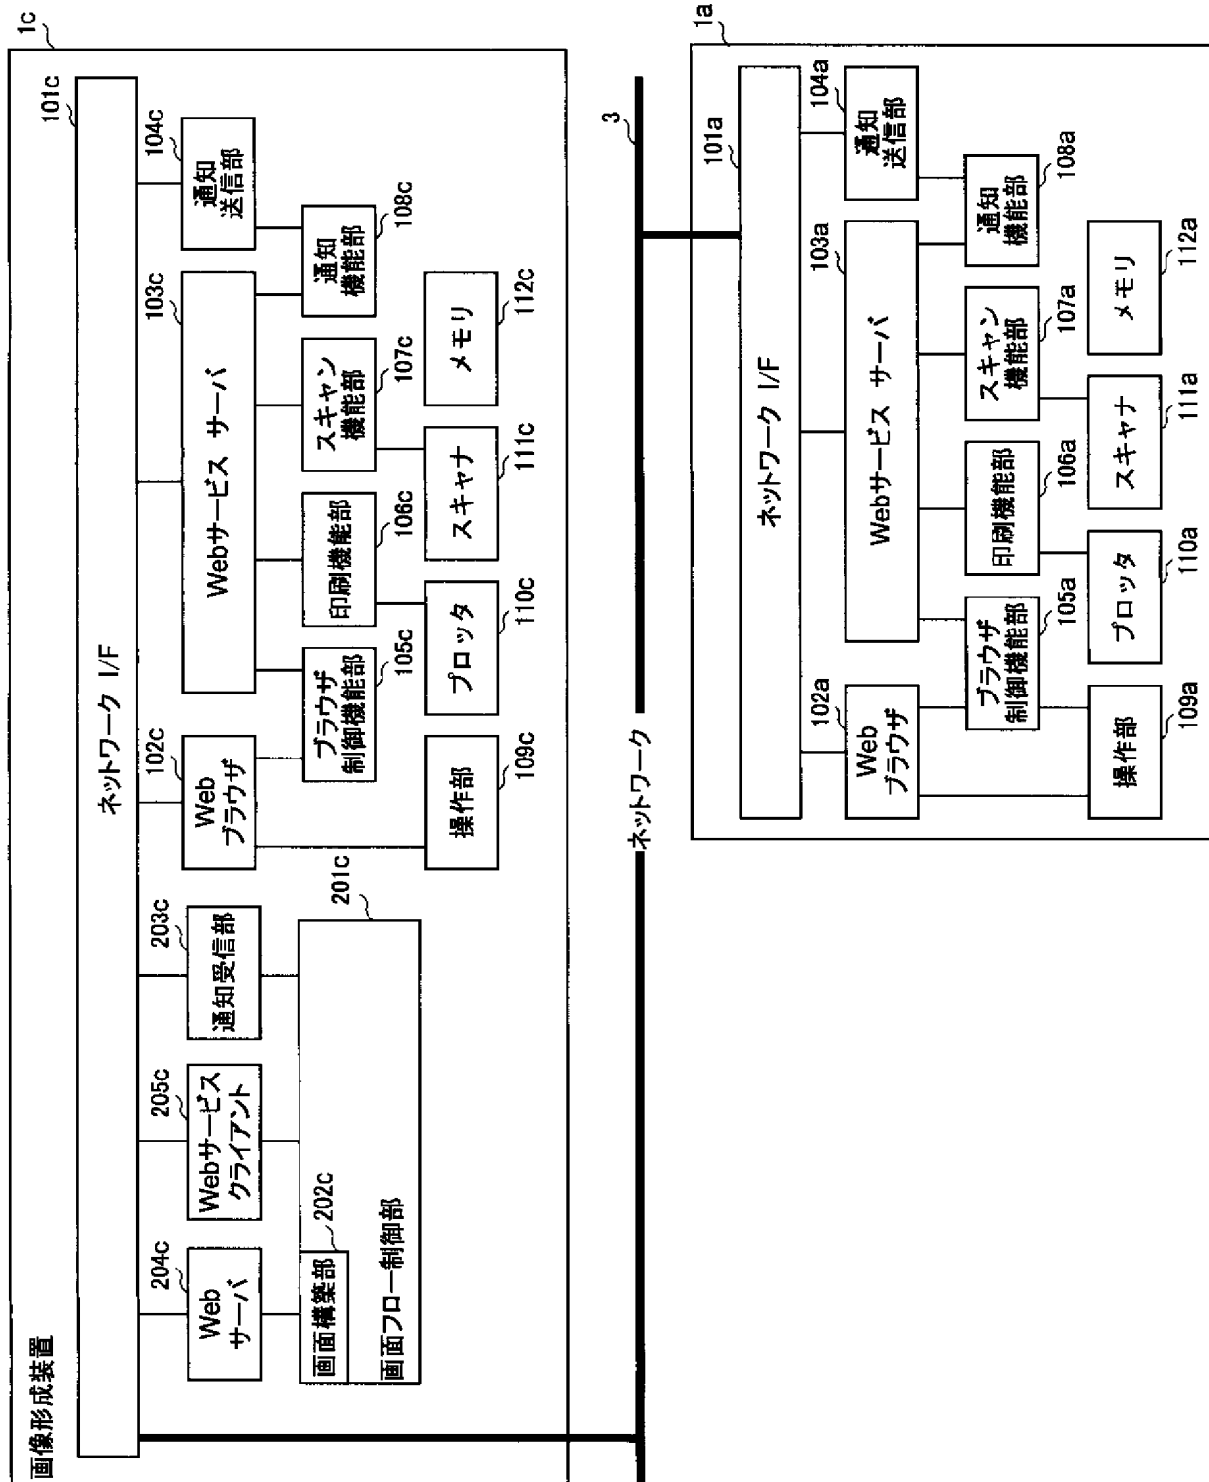 画像形成装置
1c
101c
ネットワーク I/F
204c
Web
サーバ
205c
Webサービス
クライアント
203c
通知受信部
102c
Web
ブラウザ
103c
Webサービス サーバ
104c
通知
送信部
202c
画面構築部
画面フロー制御部
201c
ブラウザ
制御機能部
105c
印刷機能部
106c
スキャン
機能部
107c
通知
機能部
108c
操作部
109c
プロッタ
110c
スキャナ
111c
メモリ
112c
ネットワーク
3
1a
101a
ネットワーク I/F
102a
Web
ブラウザ
103a
Webサービス サーバ
104a
通知
送信部
ブラウザ
制御機能部
105a
印刷機能部
106a
スキャン
機能部
107a
通知
機能部
108a
操作部
109a
プロッタ
110a
スキャナ
111a
メモリ
112a